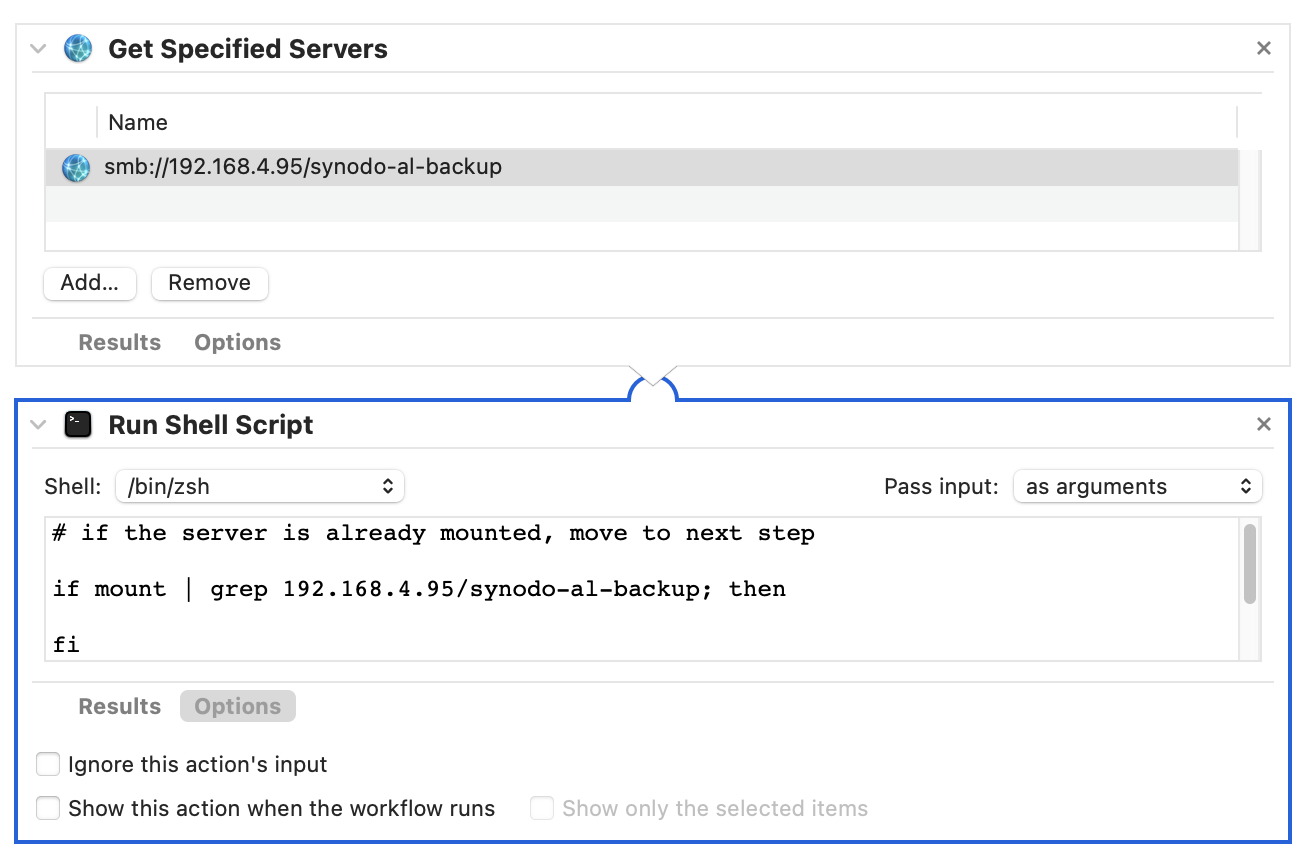 Get Specified Servers
Name
smb://192.168.4.95/synodo-al-backup
Add... Remove
Results Options
Run Shell Script
Shell: /bin/zsh Pass input: as arguments
# if the server is already mounted, move to next step
if mount | grep 192.168.4.95/synodo-al-backup; then
fi
Results Options
Ignore this action's input
Show this action when the workflow runs Show only the selected items